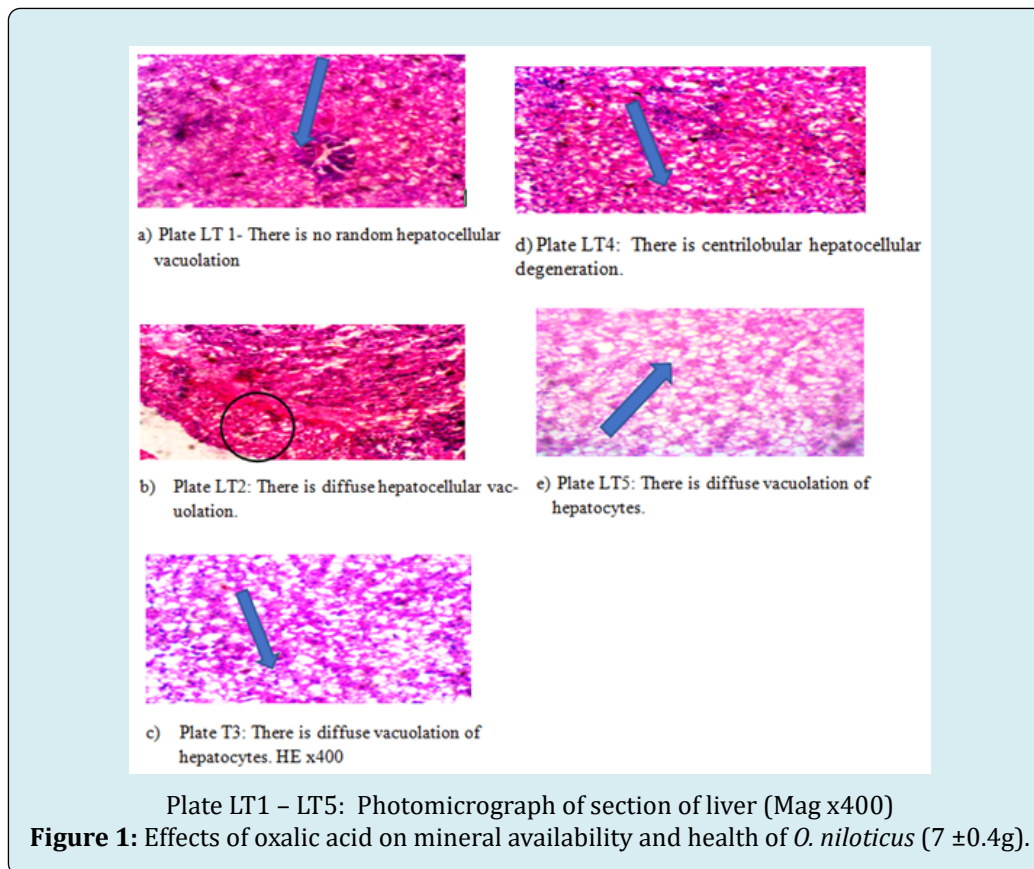 a) Plate LT 1- There is no random hepatocellular
vacuolation
b) Plate LT2: There is diffuse hepatocellular vac-
uolation.
c) Plate T3: There is diffuse vacuolation of
hepatocytes. HE x400
d) Plate LT4: There is centrilobular hepatocellular
degeneration.
e) Plate LT5: There is diffuse vacuolation of
hepatocytes.
Plate LT1 – LT5: Photomicrograph of section of liver (Mag x400)
Figure 1: Effects of oxalic acid on mineral availability and health of O. niloticus (7 ±0.4g).